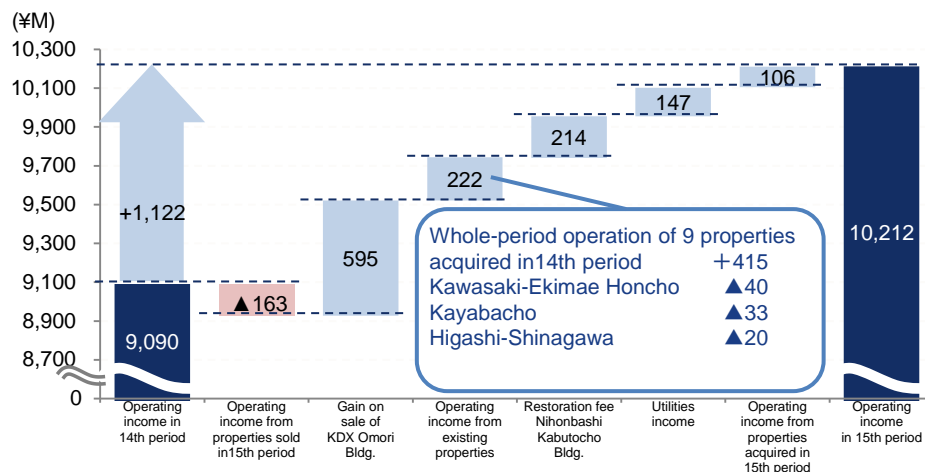 (¥M)
10,300
10,100
9,900
9,700
9,500
9,300
9,100
8,900
8,700
0
+1,122
9,090
▲163
595
222
214
147
106
10,212
Whole-period operation of 9 properties
acquired in14th period +415
Kawasaki-Ekimae Honcho ▲40
Kayabacho ▲33
Higashi-Shinagawa ▲20
Operating
income in
14th period
Operating
income from
properties sold
in15th period
Gain on
sale of
KDX Omori
Bldg.
Operating
income from
existing
properties
Restoration fee
Nihonbashi
Kabutocho
Bldg.
Utilities
income
Operating
income from
properties
acquired in
15th period
Operating
income
in 15th period